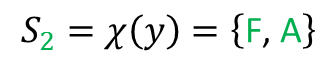 S₂ = χ(y) = {F, A}